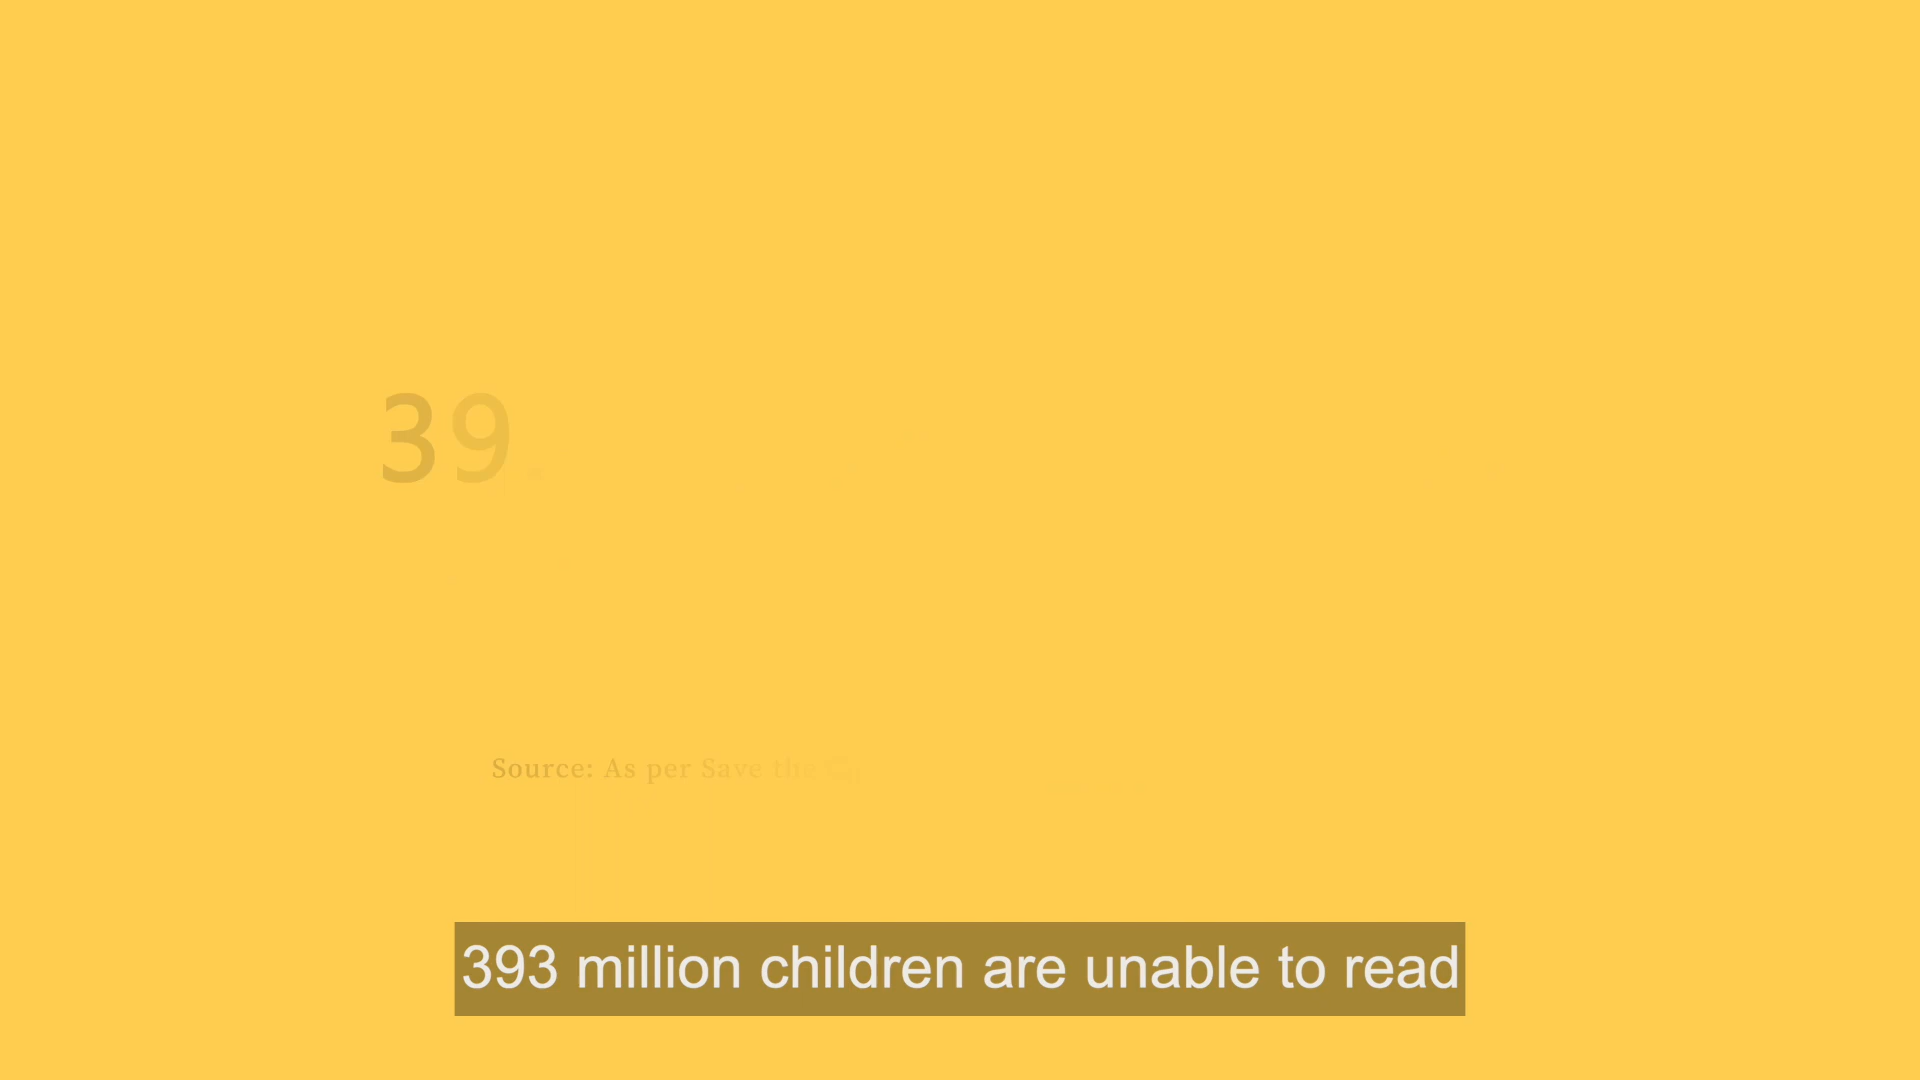 39
Source: As per Save the
393 million children are unable to read